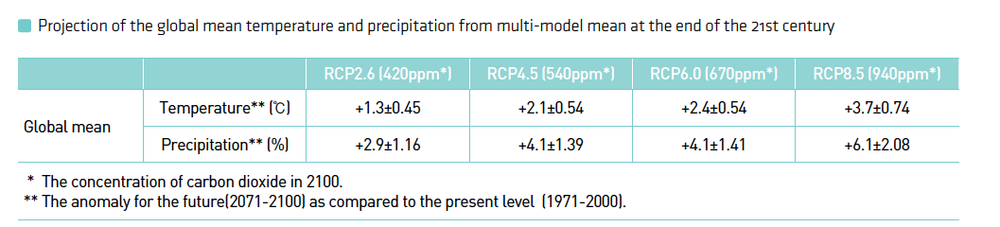 Projection of the global mean temperature and precipitation from multi-model mean at the end of the 21st century
RCP2.6 (420ppm*) RCP4.5 (540ppm*) RCP6.0 (670ppm*) RCP8.5 (940ppm*)
Global mean
Temperature** (℃) +1.3±0.45 +2.1±0.54 +2.4±0.54 +3.7±0.74
Precipitation** (%) +2.9±1.16 +4.1±1.39 +4.1±1.41 +6.1±2.08
* The concentration of carbon dioxide in 2100.
** The anomaly for the future(2071-2100) as compared to the present level (1971-2000).